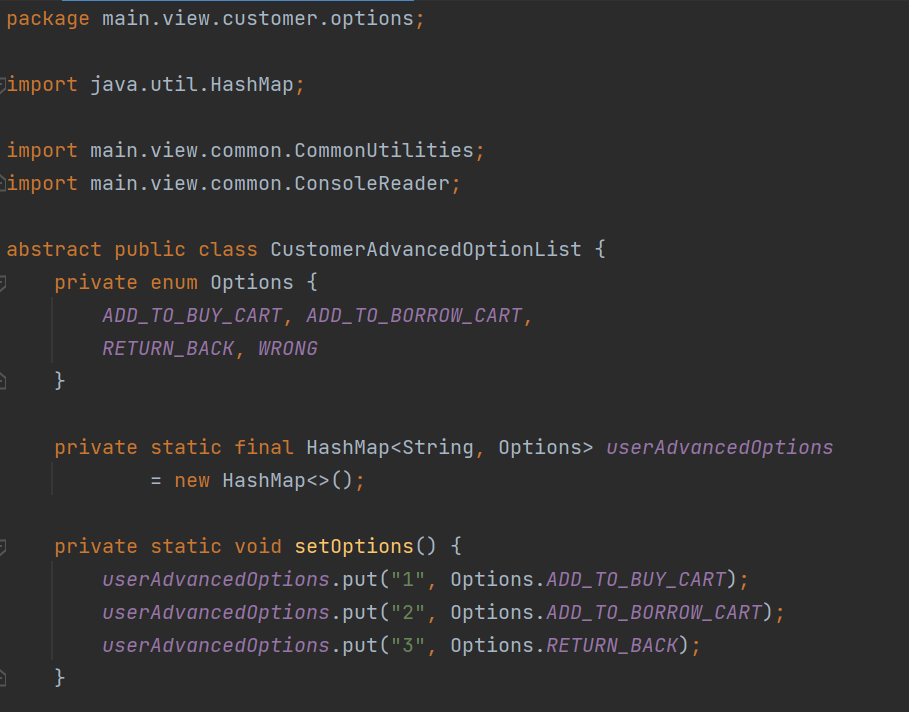 package main.view.customer.options;
import java.util.HashMap;
import main.view.common.CommonUtilities;
import main.view.common.ConsoleReader;
abstract public class CustomerAdvancedOptionList {
    private enum Options {
        ADD_TO_BUY_CART, ADD_TO_BORROW_CART,
        RETURN_BACK, WRONG
    }
    private static final HashMap<String, Options> userAdvancedOptions
            = new HashMap<>();
    private static void setOptions() {
        userAdvancedOptions.put("1", Options.ADD_TO_BUY_CART);
        userAdvancedOptions.put("2", Options.ADD_TO_BORROW_CART);
        userAdvancedOptions.put("3", Options.RETURN_BACK);
    }